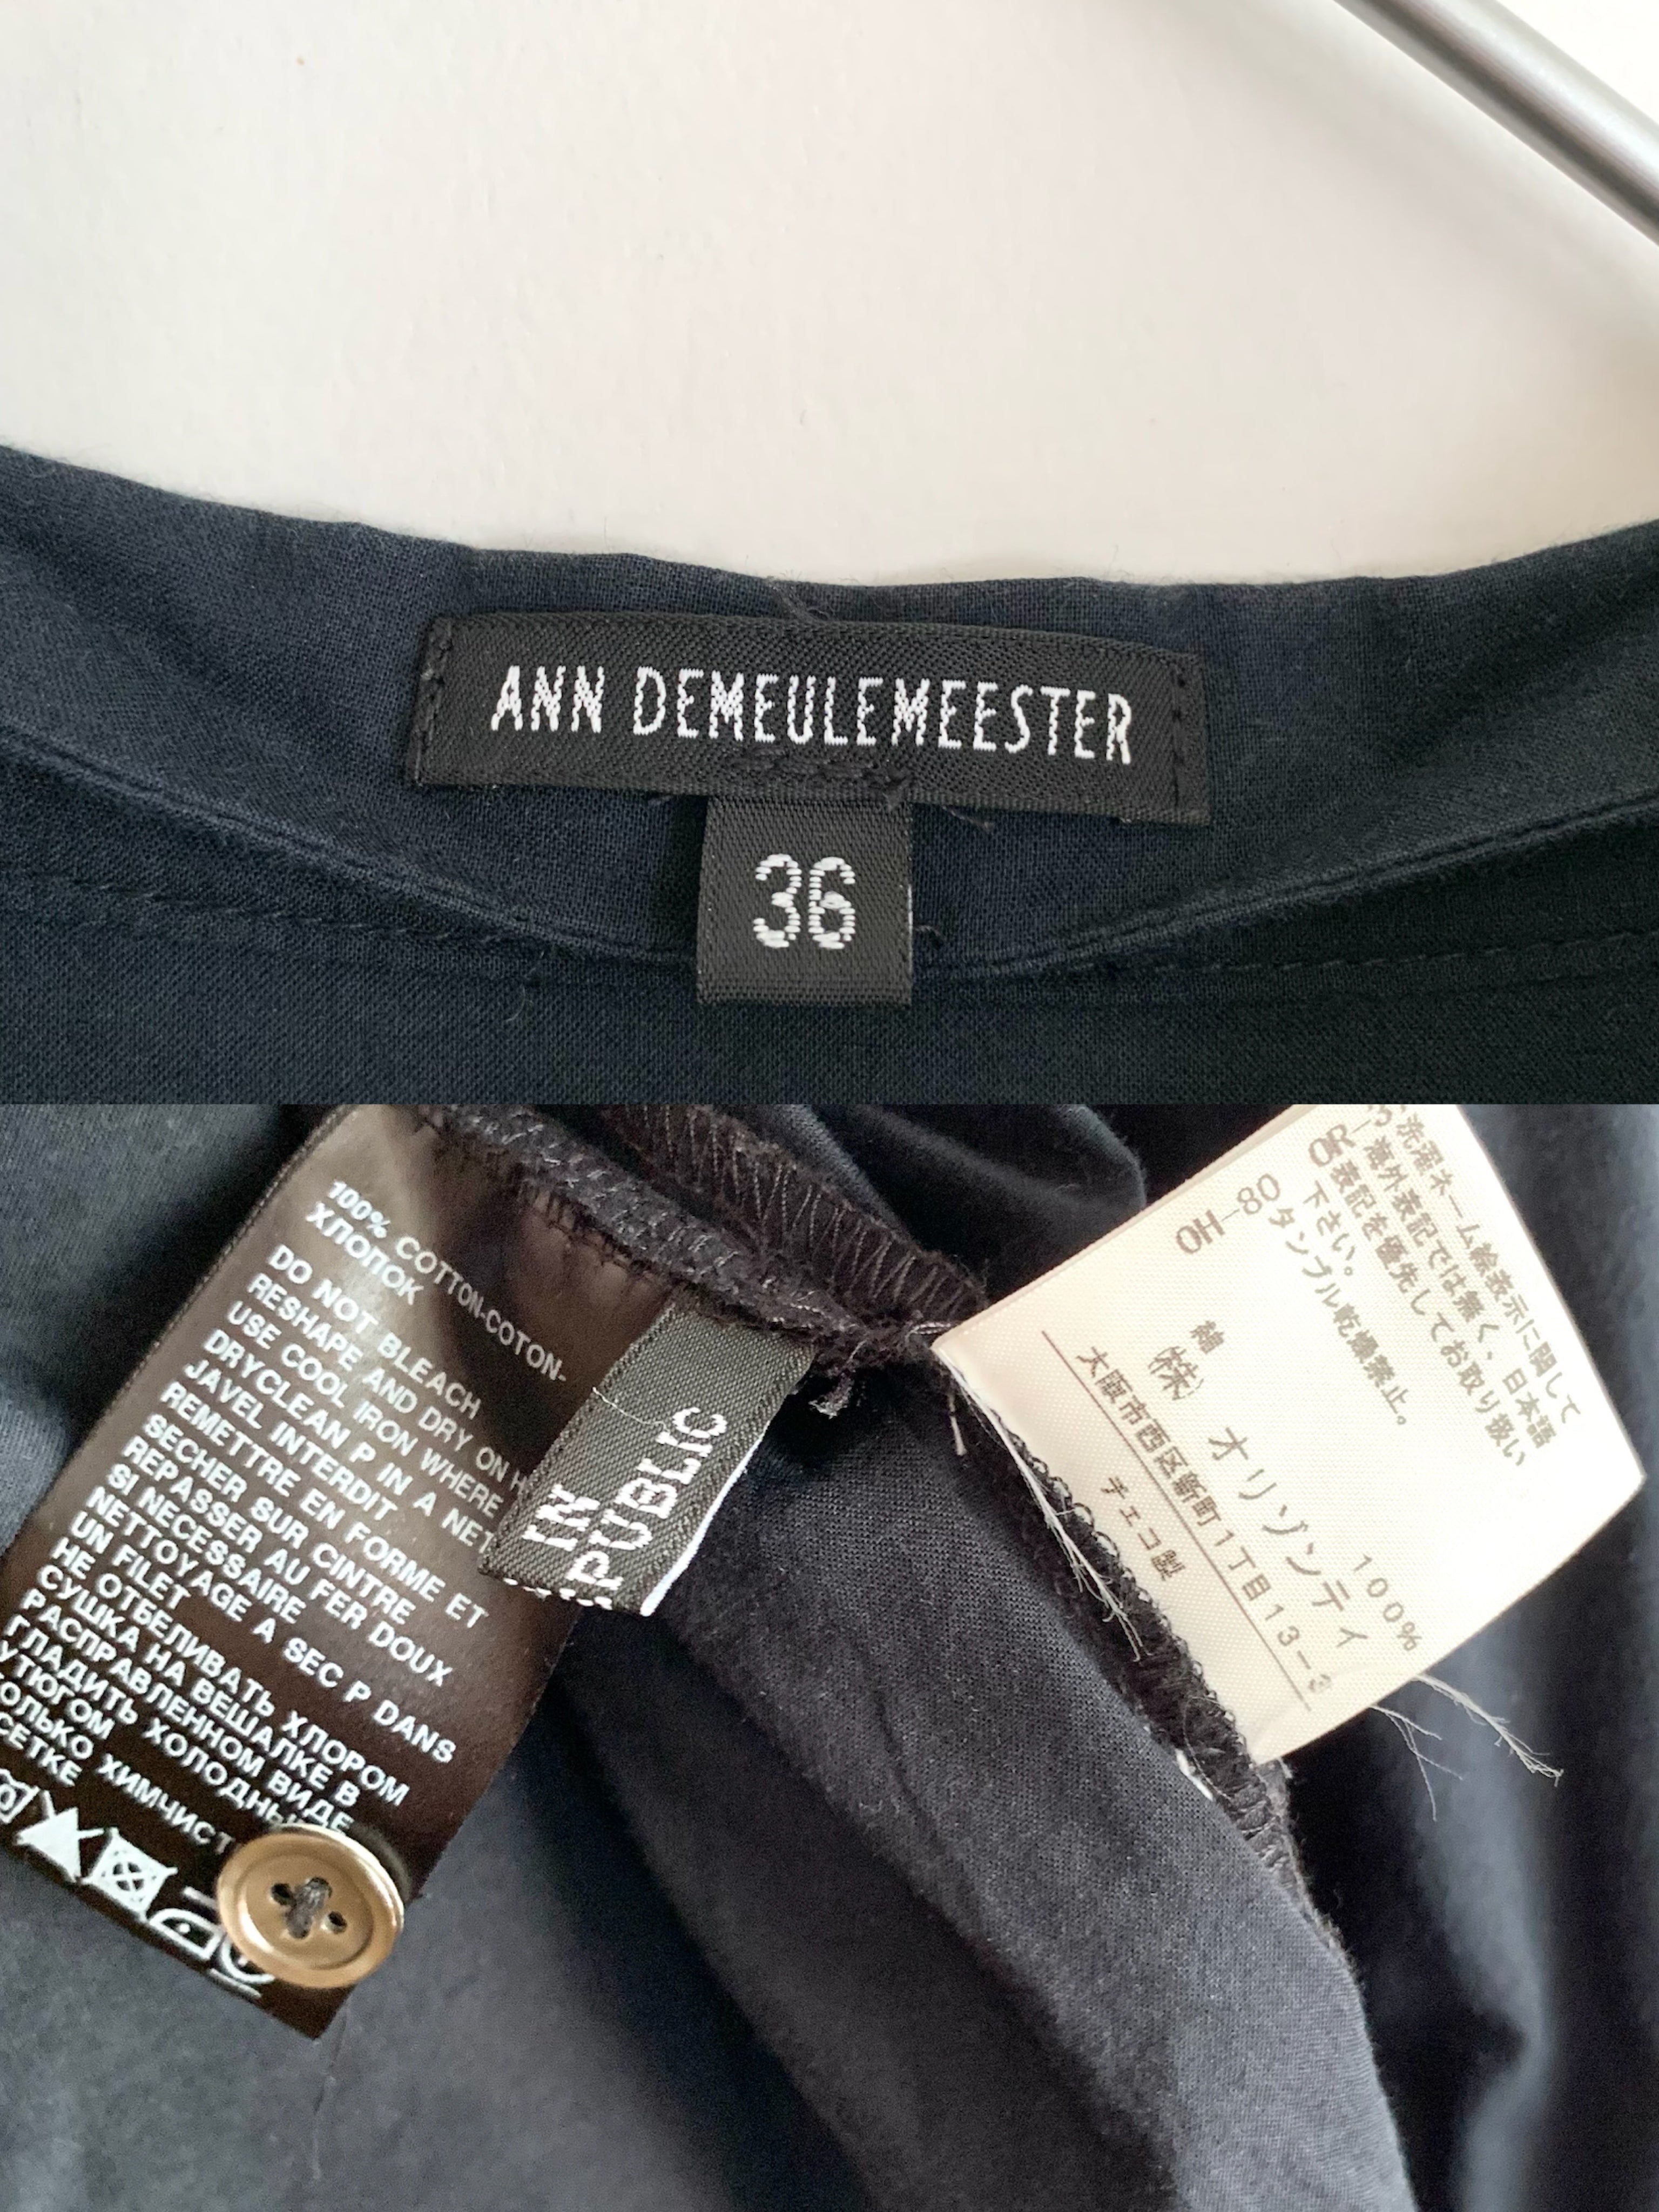 ANN DEMEULEMEESTER
36
100% COTTON-COTON-
ХЛОПОК
DO NOT BLEACH
RESHAPE AND DRY ON
USE COOL IRON WHERE
DRYCLEAN P IN A NET
JAVEL INTERDIT
REMETTRE EN FORME ET
SECHER SUR CINTRE
REPASSER AU FER DOUX
SI NECESSAIRE
NETTOYAGE A SEC P DANS
UN FILET
НЕ ОТБЕЛИВАТЬ ХЛОРОМ
СУШКА НА ВЕШАЛКЕ В
РАСПРАВЛЕННОМ ВИДЕ
ГЛАДИТЬ ХОЛОДНЫ
УТЮГОМ
ОЛЬКО ХИМЧИСТ
СЕТКЕ
IN
PUBLIC
洗濯ネーム絵表示に関して
海外表記では無く、日本語
OR 表記を優先してお取り扱い
下さい。
OH-80 タンブル乾燥禁止。
綿 100%
(株) オリゾンティ
大阪市西区新町1丁目13-3
チェコ製